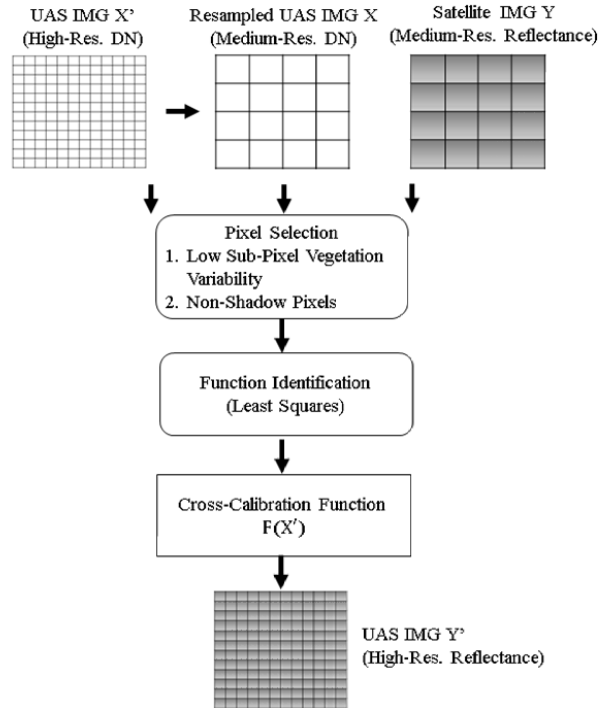 UAS IMG X’
(High-Res. DN)
Resampled UAS IMG X
(Medium-Res. DN)
Satellite IMG Y
(Medium-Res. Reflectance)
Pixel Selection
1. Low Sub-Pixel Vegetation
Variability
2. Non-Shadow Pixels
Function Identification
(Least Squares)
Cross-Calibration Function
F(X′)
UAS IMG Y’
(High-Res. Reflectance)